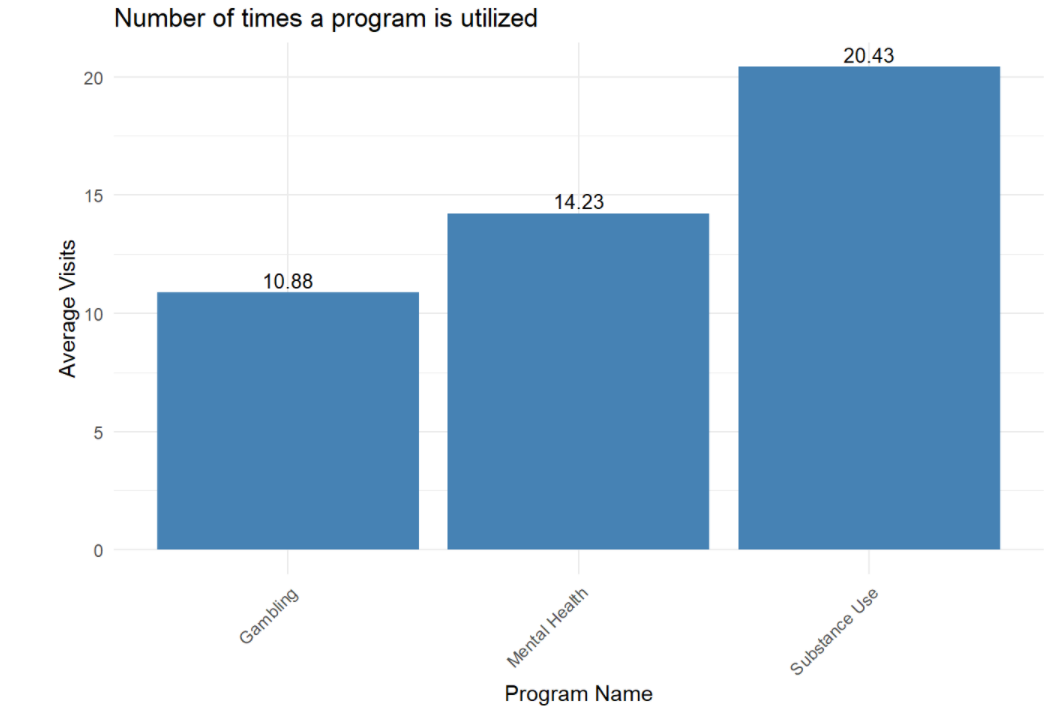 Number of times a program is utilized
20.43
20
15
14.23
10.88
10
5
0
Average Visits
Gambling
Mental Health
Substance Use
Program Name